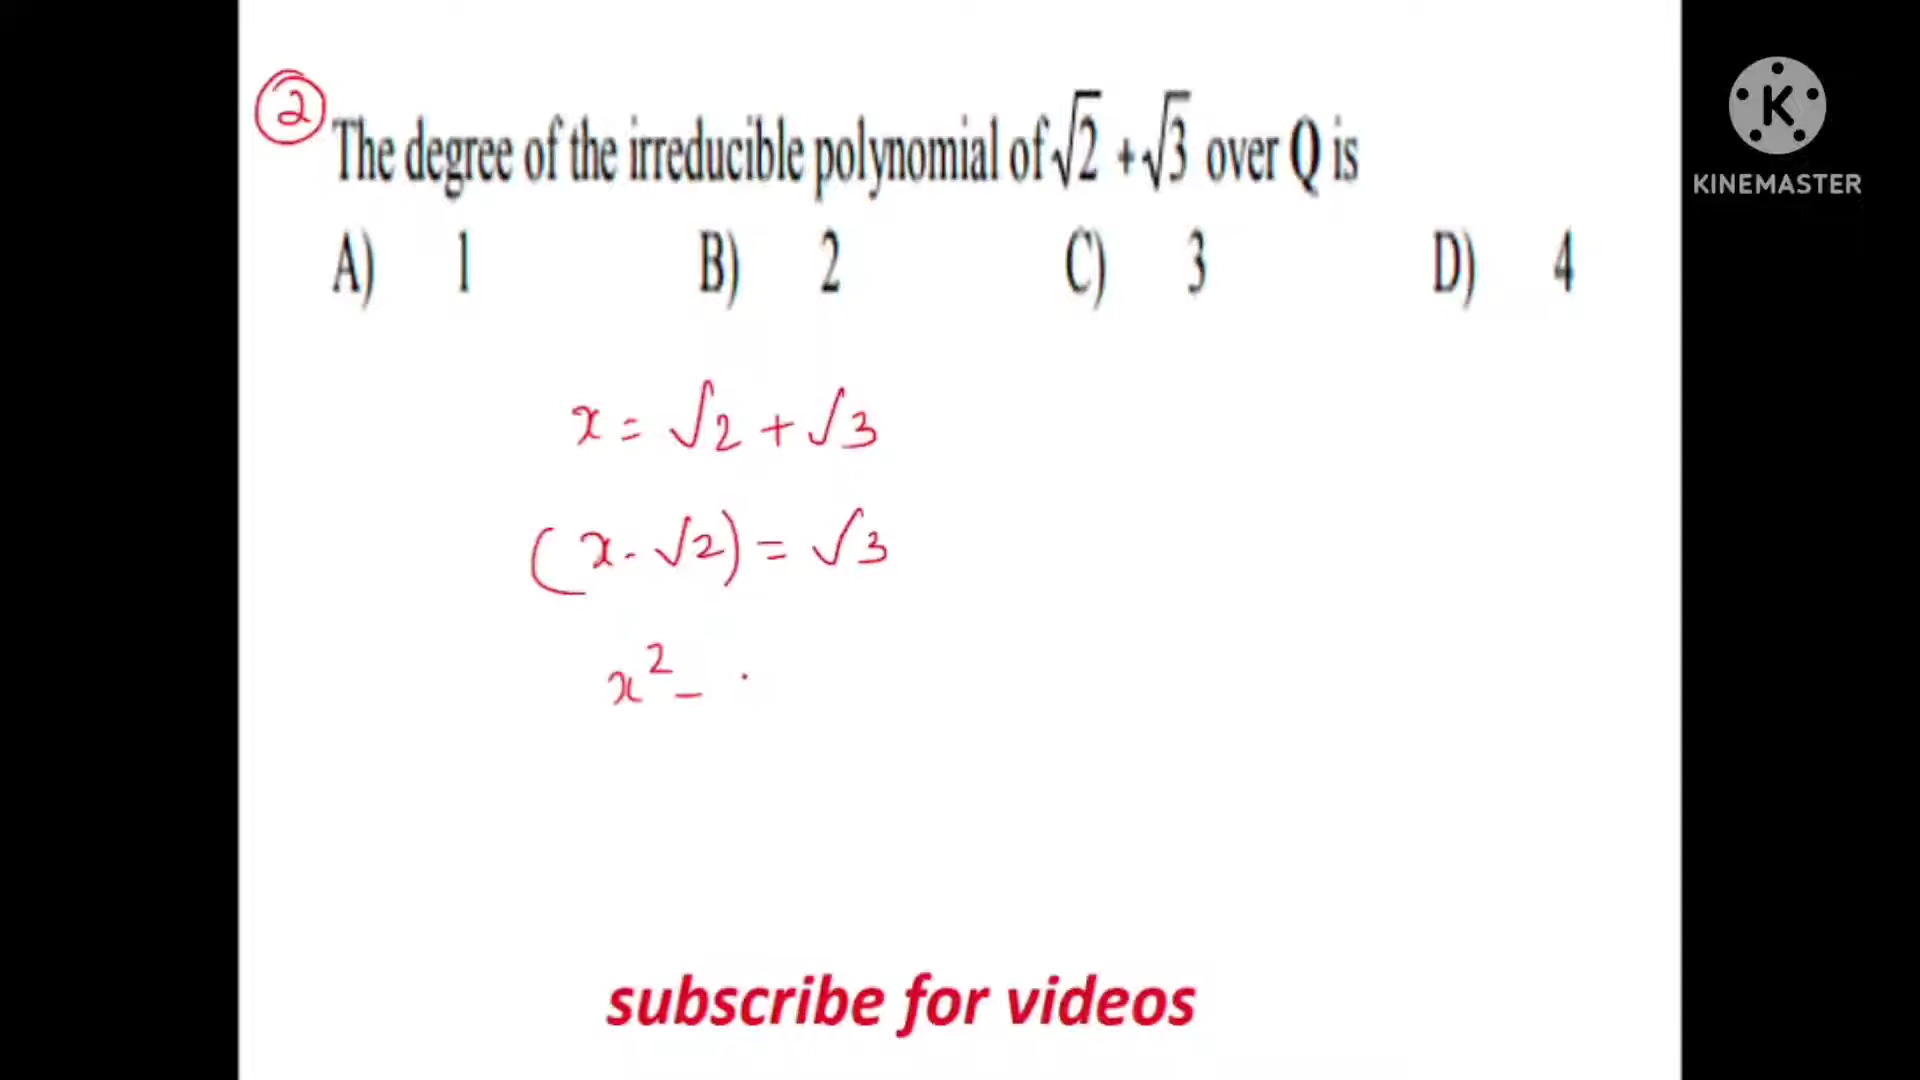 ②
The degree of the irreducible polynomial of √2 + √3 over Q is
A) 1 B) 2 C) 3 D) 4
x = √2 + √3
(x - √2) = √3
x² -
subscribe for videos
K
KINEMASTER